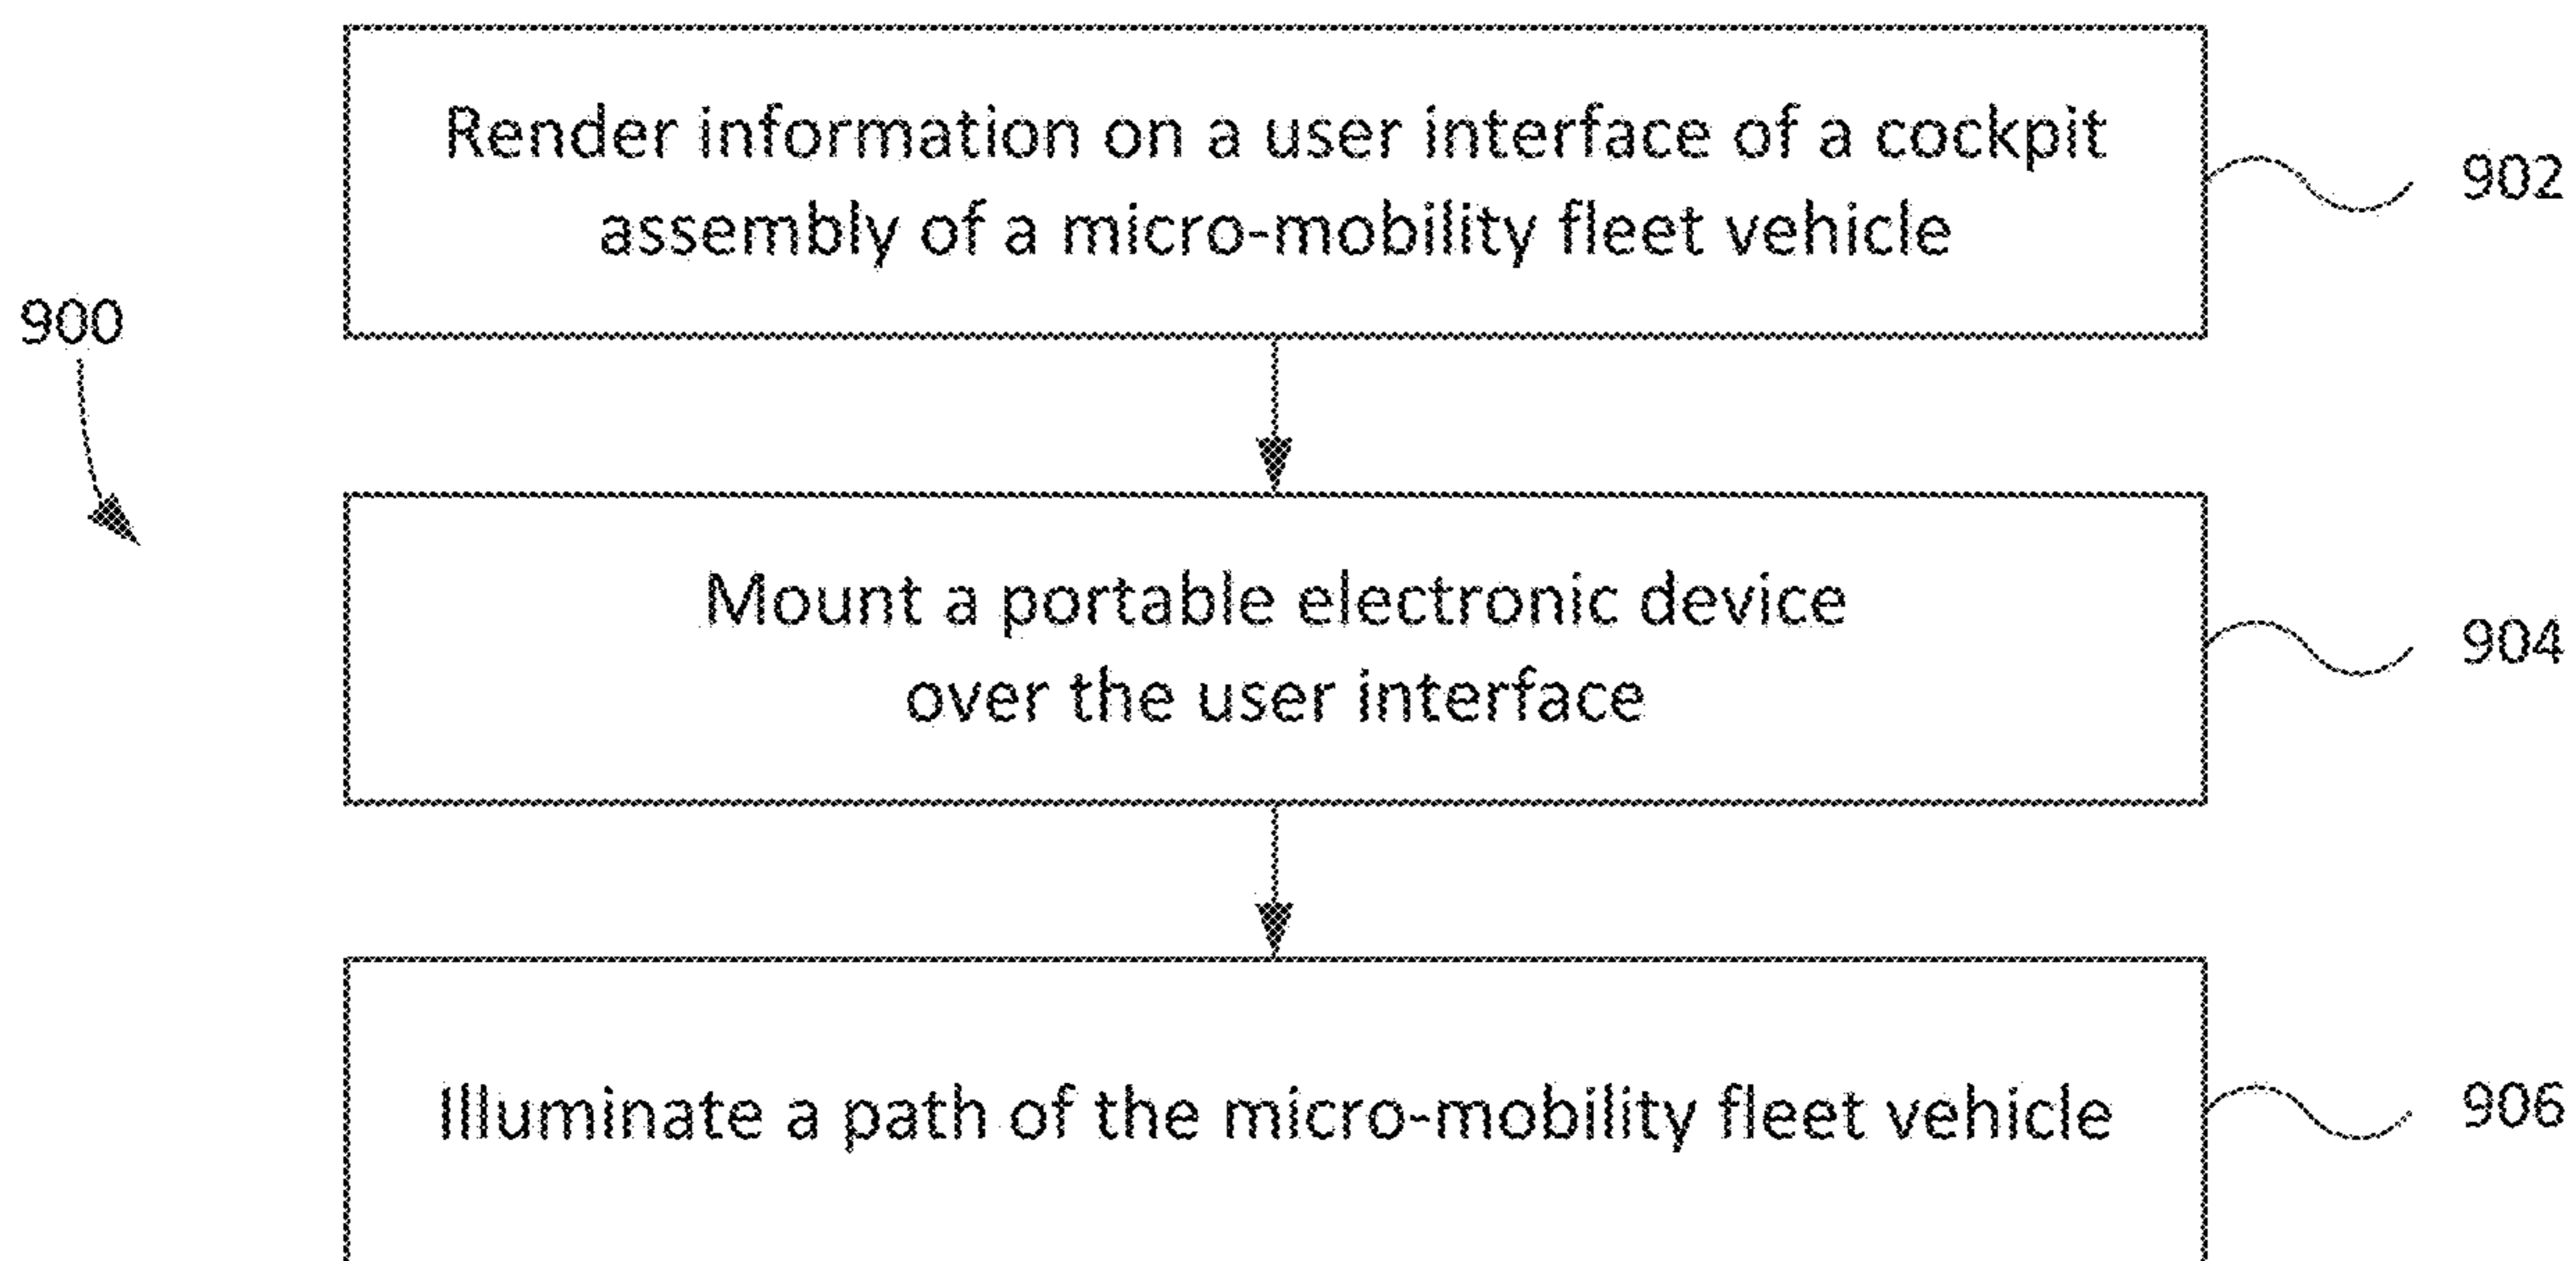 Render information on a user interface of a cockpit
assembly of a micro-mobility fleet vehicle
902
900
Mount a portable electronic device
over the user interface
904
Illuminate a path of the micro-mobility fleet vehicle
906